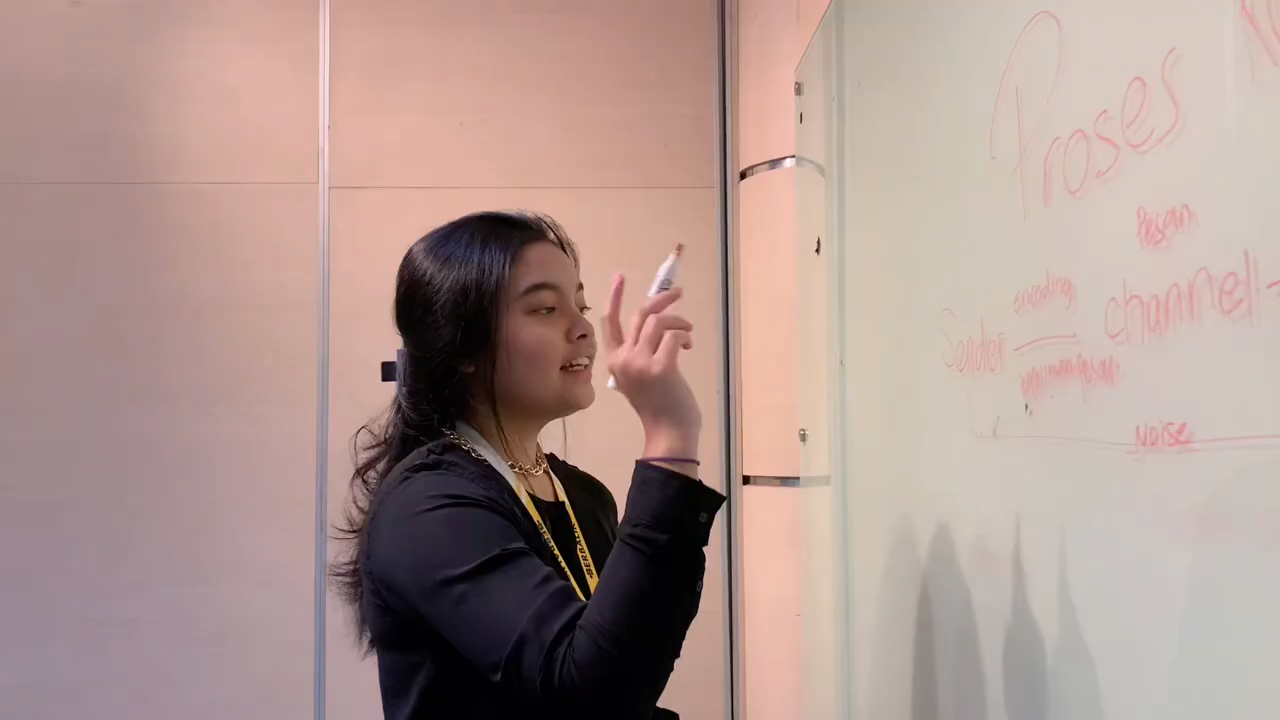 Proses
Pesan
encoding
Sender channel
Noise